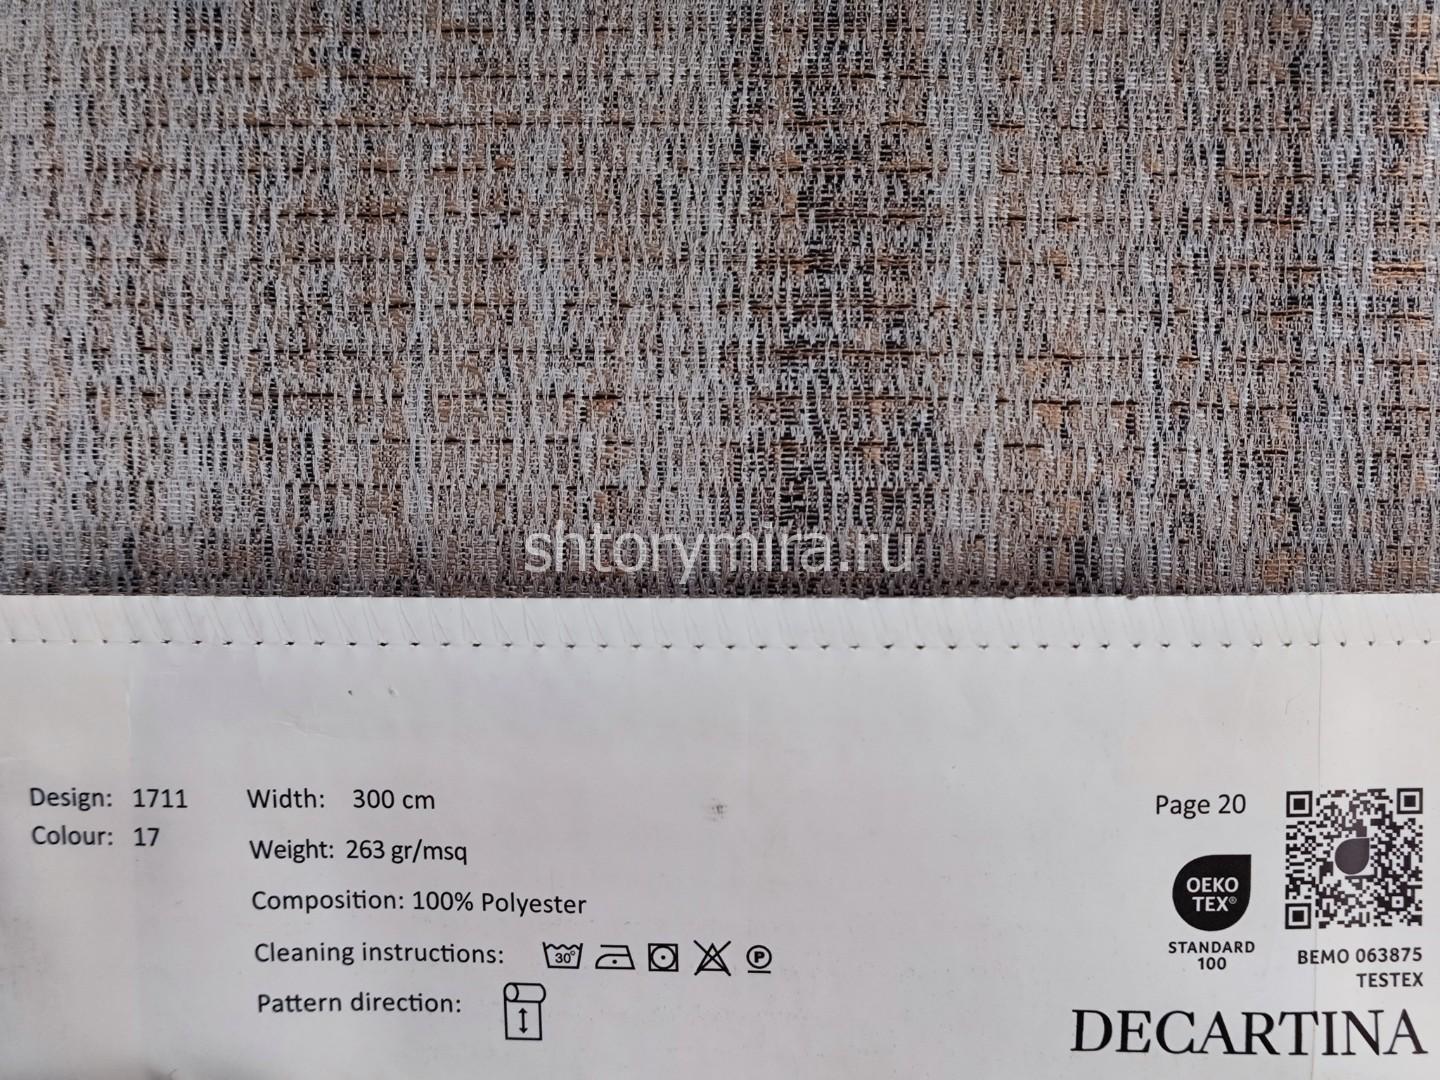 shtorymira.ru
Design: 1711
Colour: 17
Width: 300 cm
Weight: 263 gr/msq
Composition: 100% Polyester
Cleaning instructions: 30° P
Pattern direction:
Page 20
OEKO
TEX®
STANDARD
100
BEMO 063875
TESTEX
DECARTINA